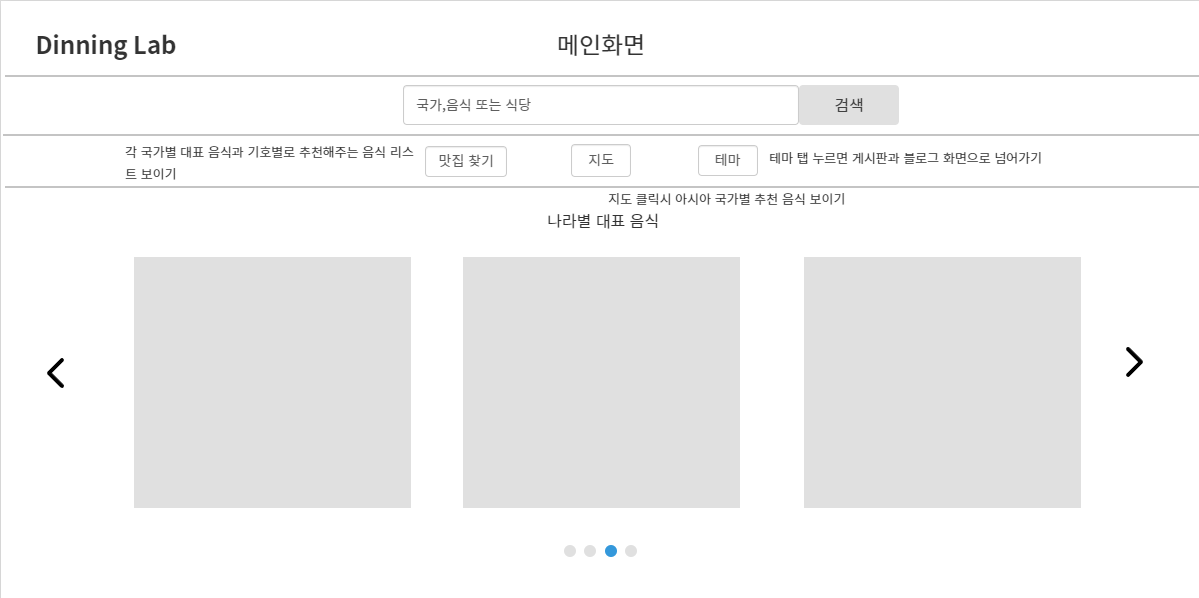 Dinning Lab
메인화면
국가,음식 또는 식당
검색
각 국가별 대표 음식과 기호별로 추천해주는 음식 리스
트 보이기
맛집 찾기
지도
테마
테마 탭 누르면 게시판과 블로그 화면으로 넘어가기
지도 클릭시 아시아 국가별 추천 음식 보이기
나라별 대표 음식